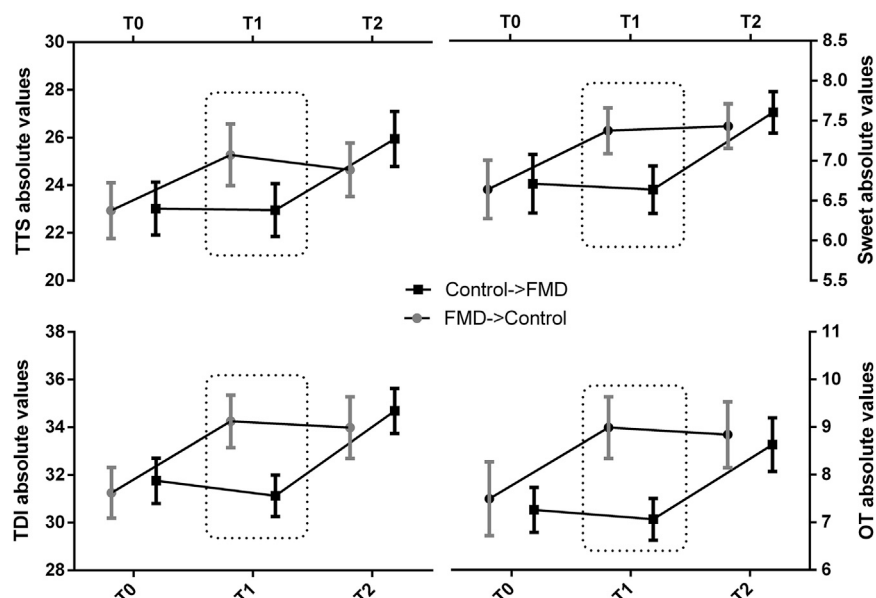 T0 T1 T2
T0 T1 T2
30
28
26
24
22
20
TTS absolute values
8.5
8.0
7.5
7.0
6.5
6.0
5.5
Sweet absolute values
Control->FMD
FMD->Control
38
36
34
32
30
28
TDI absolute values
11
10
9
8
7
6
OT absolute values
T0 T1 T2
T0 T1 T2